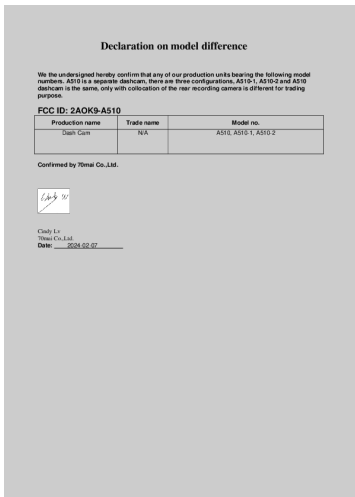 Declaration on model difference
We the undersigned hereby confirm that any of our production units bearing the following model
numbers. A510 is a separate dashcam, there are three configurations, A510-1, A510-2 and A510
dashcam is the same, only with collocation of the rear recording camera is different for trading
purpose.
FCC ID: 2AOK9-A510
Production name Trade name Model no.
Dash Cam N/A A510, A510-1, A510-2
Confirmed by 70mai Co.,Ltd.
Cindy Lv
70mai Co.,Ltd.
Date: 2024-02-07